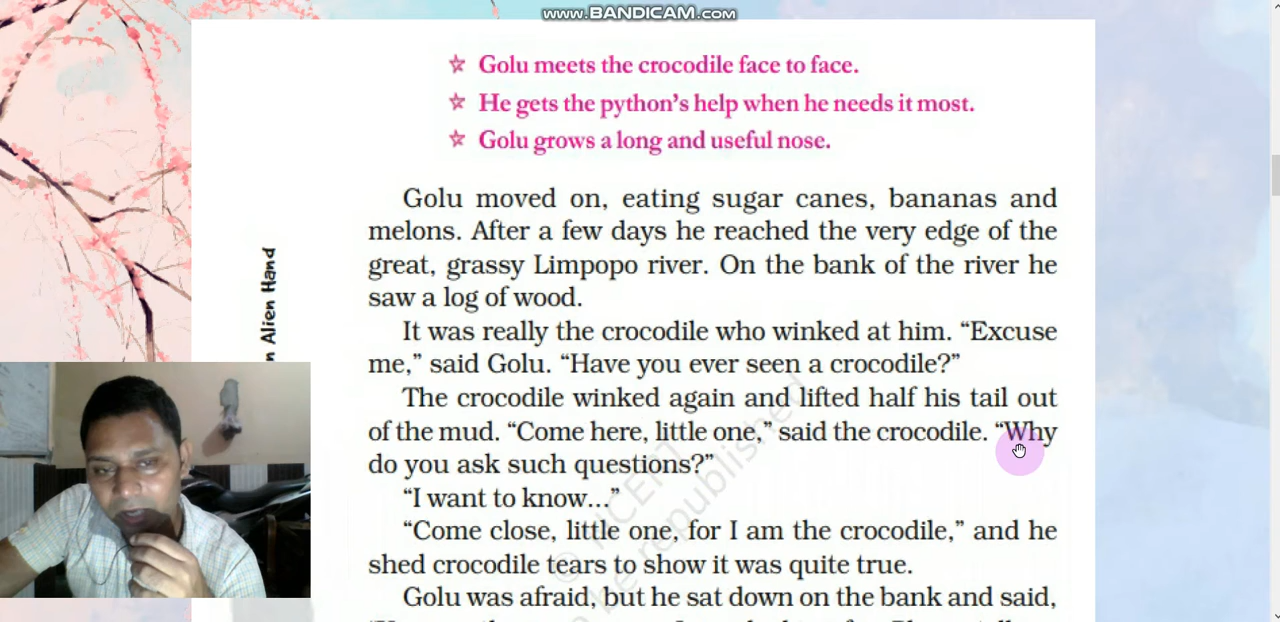 www.BANDICAM.com
☆ Golu meets the crocodile face to face.
☆ He gets the python's help when he needs it most.
☆ Golu grows a long and useful nose.
Golu moved on, eating sugar canes, bananas and
melons. After a few days he reached the very edge of the
great, grassy Limpopo river. On the bank of the river he
saw a log of wood.
It was really the crocodile who winked at him. “Excuse
me,” said Golu. “Have you ever seen a crocodile?”
The crocodile winked again and lifted half his tail out
of the mud. “Come here, little one,” said the crocodile. “Why
do you ask such questions?”
“I want to know...”
“Come close, little one, for I am the crocodile,” and he
shed crocodile tears to show it was quite true.
Golu was afraid, but he sat down on the bank and said,
n Alien Hand
© NCERT
be republished